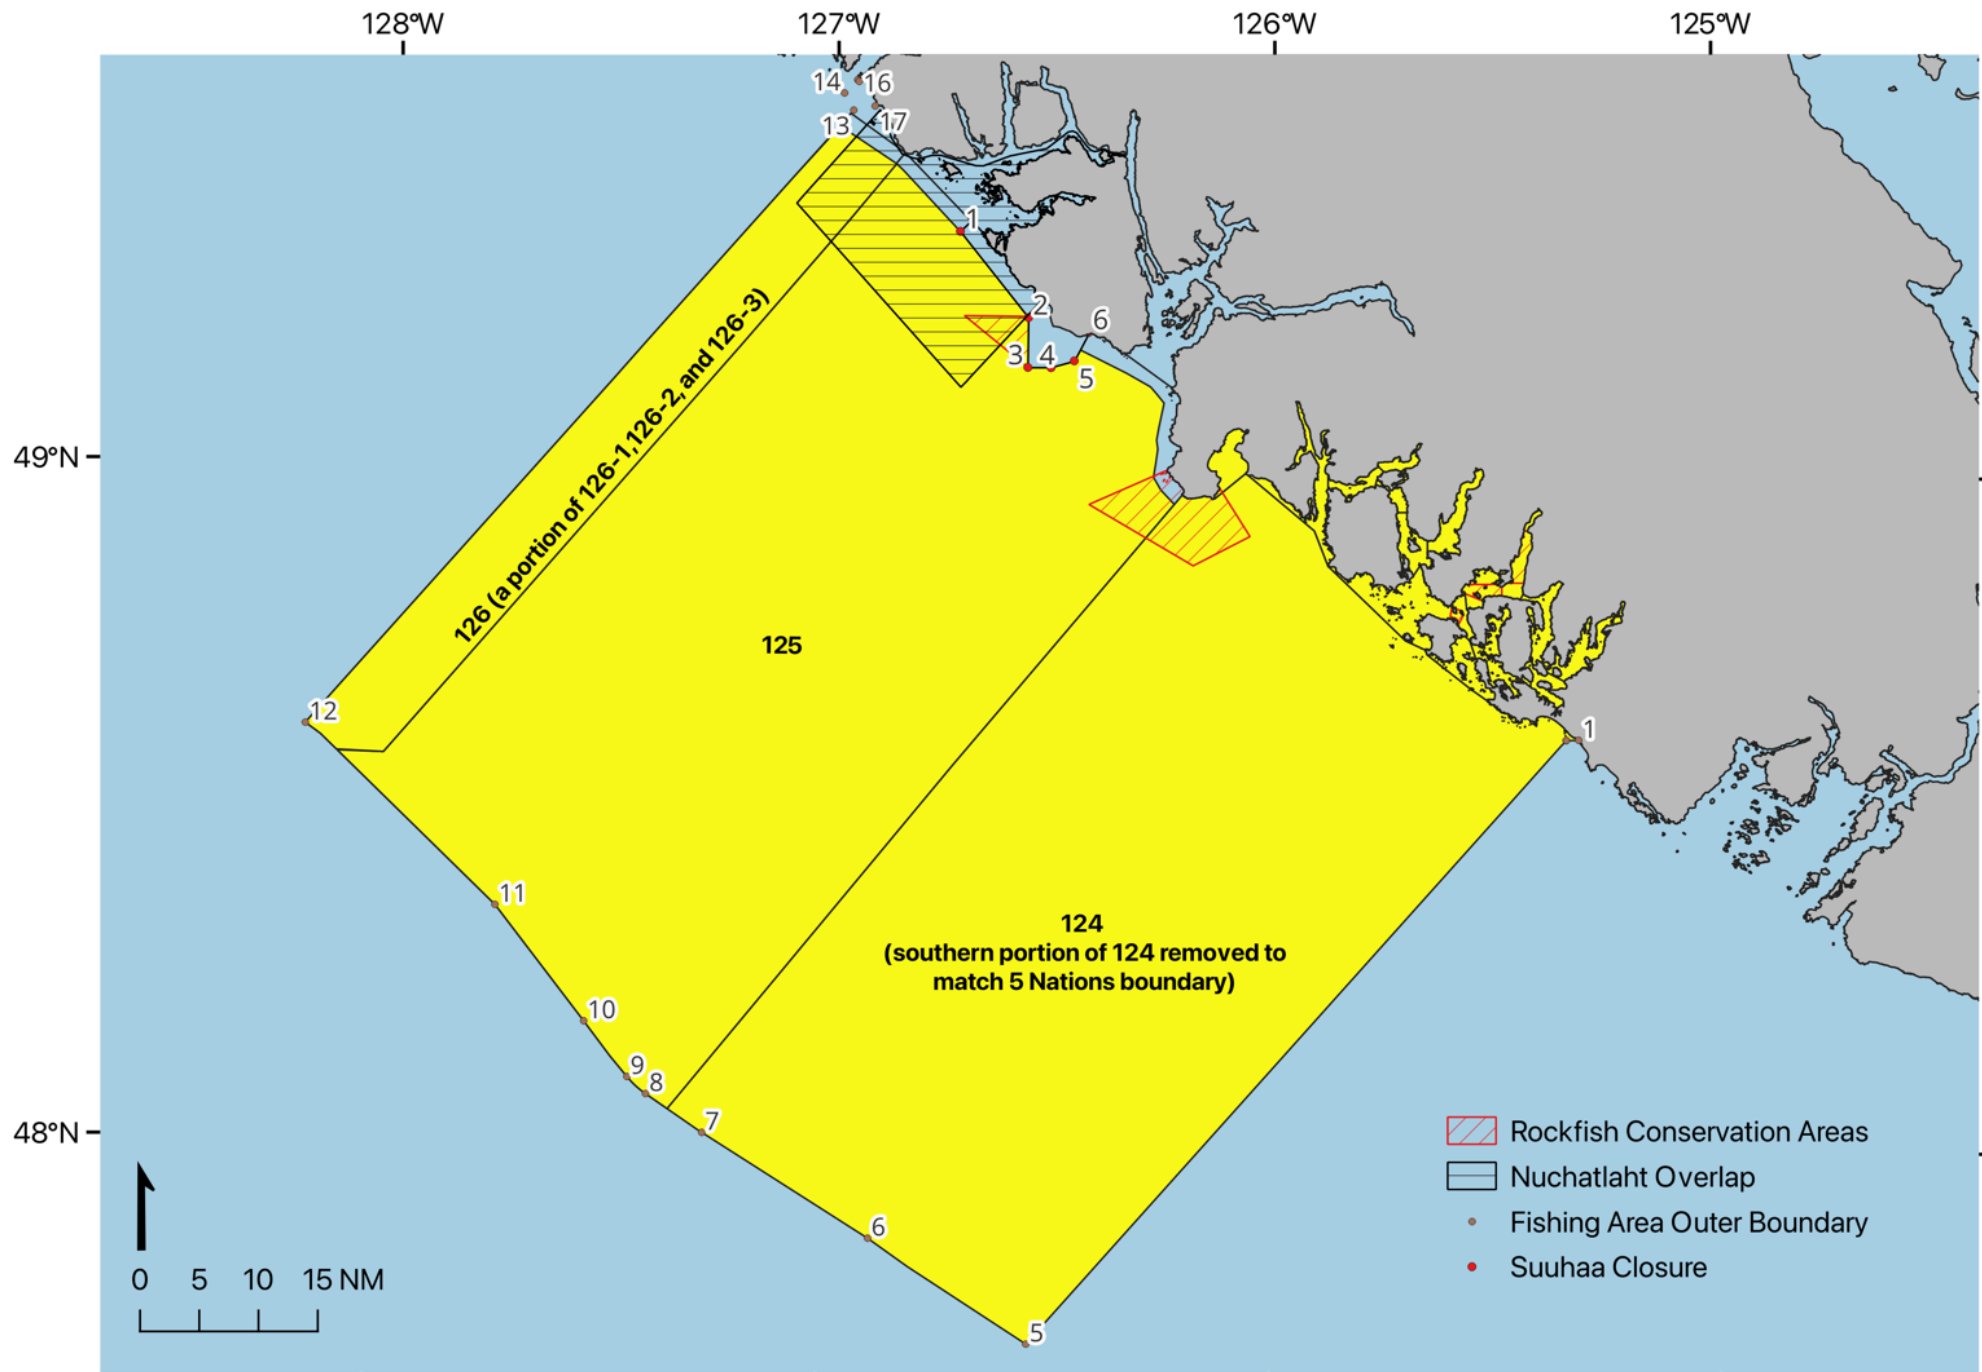 128°W
127°W
126°W
125°W
14
16
13
17
1
2
6
3
4
5
49°N
126 (a portion of 126-1,126-2, and 126-3)
125
12
1
11
124
(southern portion of 124 removed to
match 5 Nations boundary)
10
9
8
7
48°N
6
5
Rockfish Conservation Areas
Nuchatlaht Overlap
Fishing Area Outer Boundary
Suuhaa Closure
0 5 10 15 NM